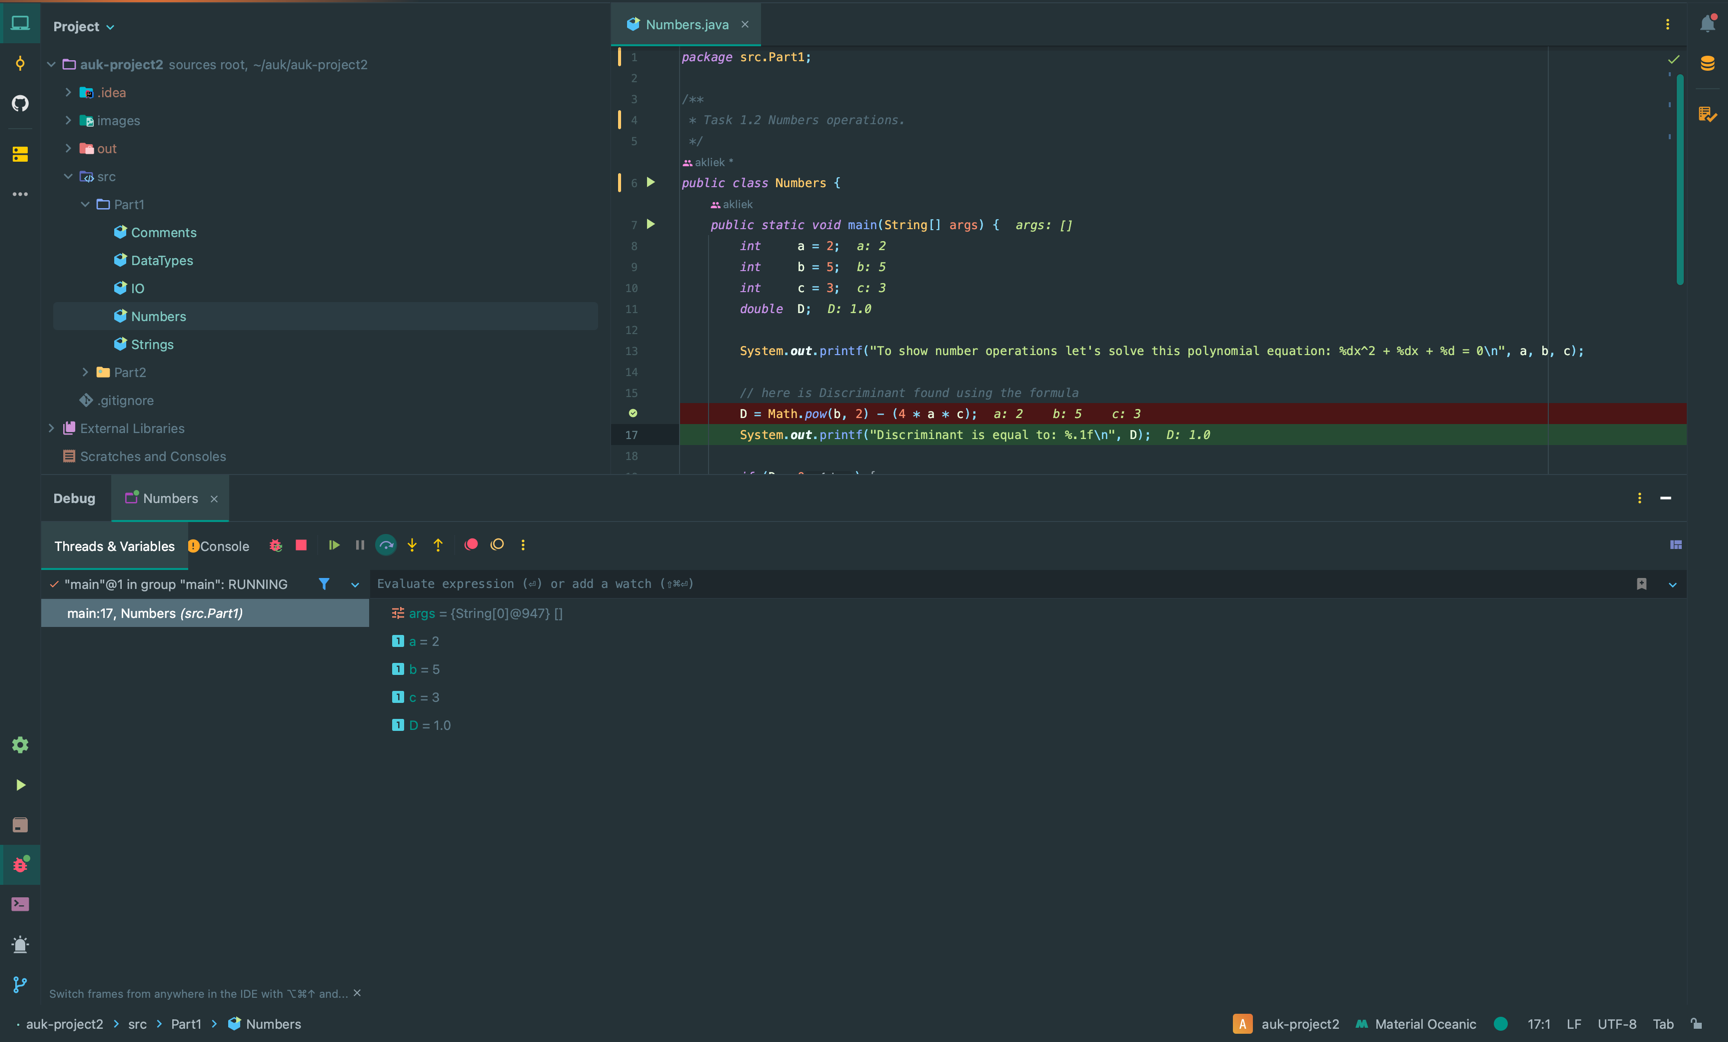 Project
auk-project2 sources root, ~/auk/auk-project2
.idea
images
out
src
Part1
Comments
DataTypes
IO
Numbers
Strings
Part2
.gitignore
External Libraries
Scratches and Consoles
Numbers.java
1 package src.Part1;
2
3 /**
4 * Task 1.2 Numbers operations.
5 */
akliek *
6 public class Numbers {
akliek
7 public static void main(String[] args) { args: []
8 int a = 2; a: 2
9 int b = 5; b: 5
10 int c = 3; c: 3
11 double D; D: 1.0
12
13 System.out.printf("To show number operations let's solve this polynomial equation: %dx^2 + %dx + %d = 0\n", a, b, c);
14
15 // here is Discriminant found using the formula
D = Math.pow(b, 2) - (4 * a * c); a: 2 b: 5 c: 3
17 System.out.printf("Discriminant is equal to: %.1f\n", D); D: 1.0
18
Debug
Numbers
Threads & Variables
Console
"main"@1 in group "main": RUNNING
Evaluate expression (⏎) or add a watch (⇧⌘⏎)
main:17, Numbers (src.Part1)
args = {String[0]@947} []
a = 2
b = 5
c = 3
D = 1.0
Switch frames from anywhere in the IDE with ⌥⌘↑ and...
auk-project2 > src > Part1 > Numbers
A auk-project2 Material Oceanic 17:1 LF UTF-8 Tab